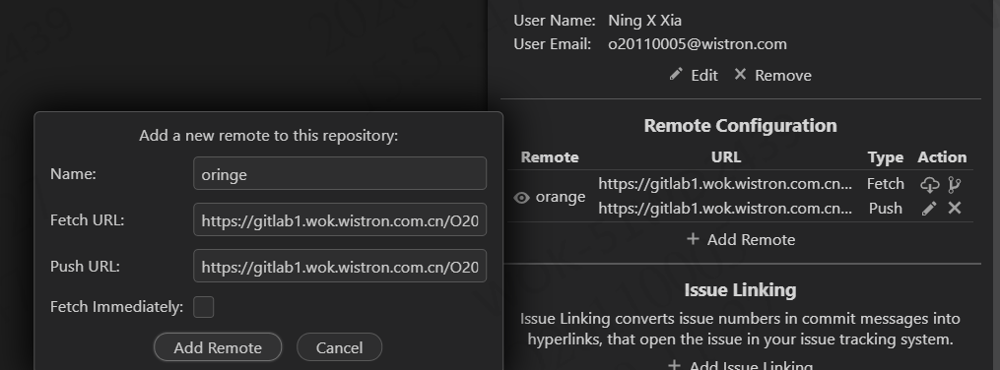 User Name: Ning X Xia
User Email: o20110005@wistron.com
Edit Remove
Add a new remote to this repository:
Name: oringe
Fetch URL: https://gitlab1.wok.wistron.com.cn/O20
Push URL: https://gitlab1.wok.wistron.com.cn/O20
Fetch Immediately:
Add Remote Cancel
Remote Configuration
Remote URL Type Action
orange https://gitlab1.wok.wistron.com.cn... Fetch
https://gitlab1.wok.wistron.com.cn... Push
Add Remote
Issue Linking
Issue Linking converts issue numbers in commit messages into
hyperlinks, that open the issue in your issue tracking system.
Add Issue Linking